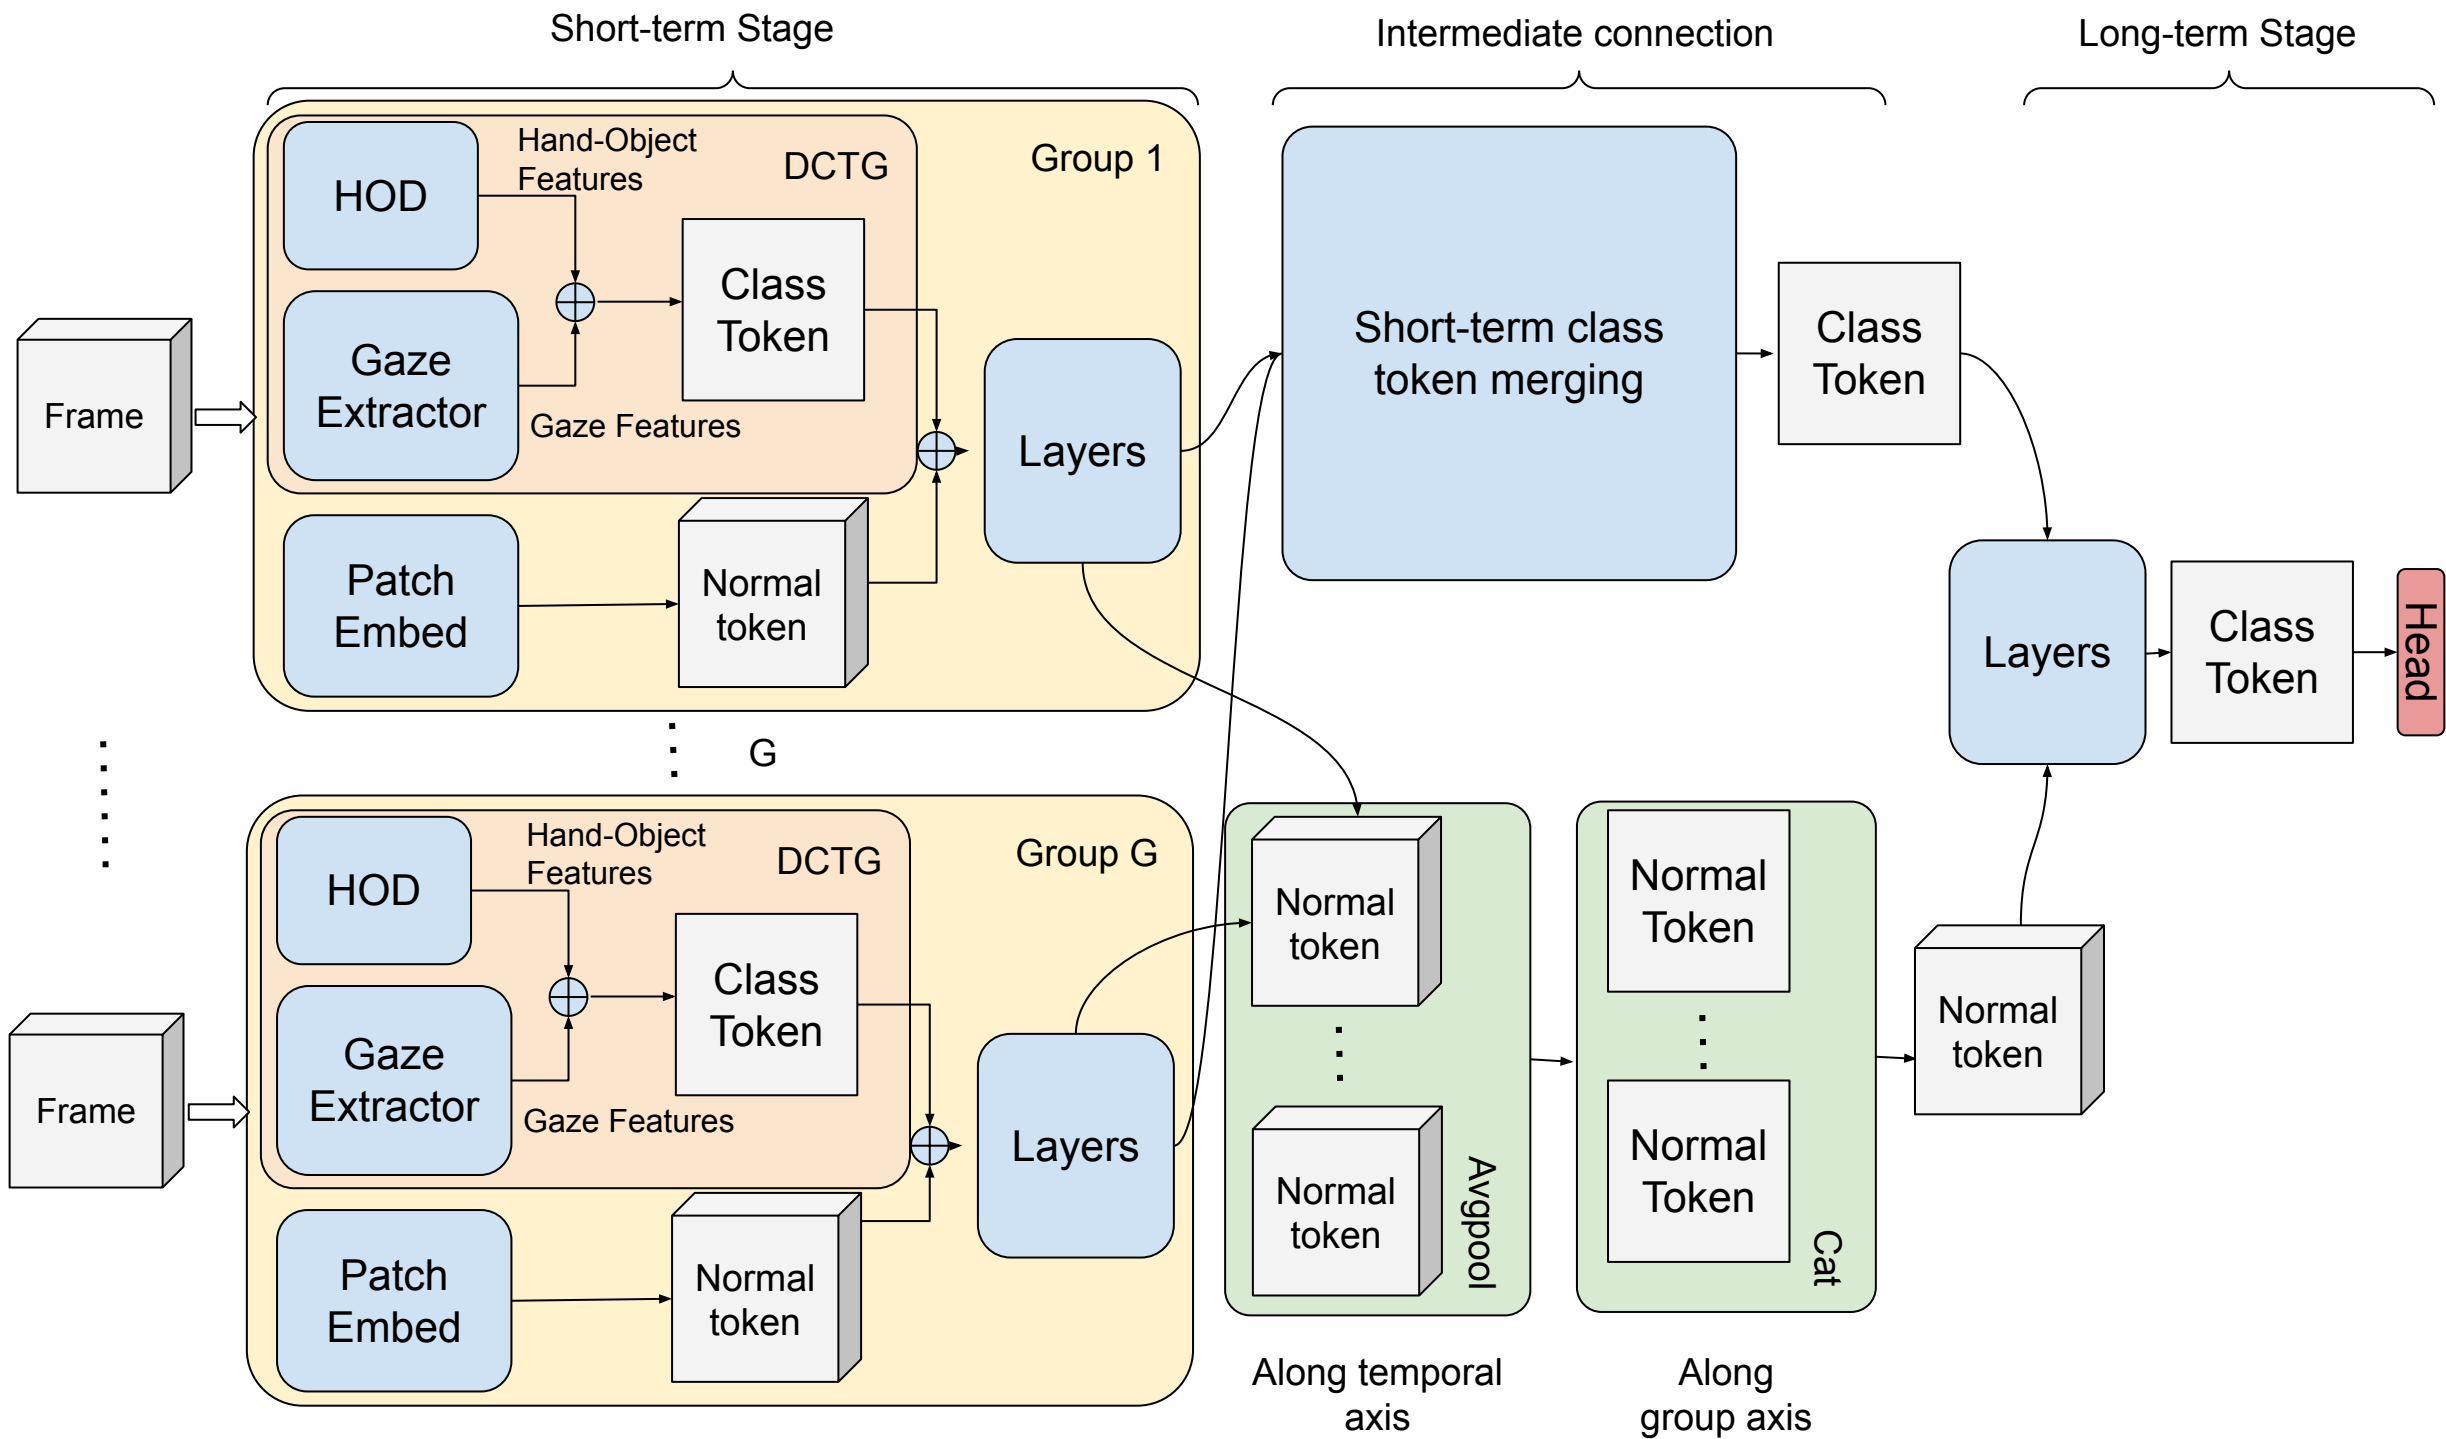 Short-term Stage
Intermediate connection
Long-term Stage
Frame
HOD
Hand-Object
Features
DCTG
Group 1
Gaze
Extractor
Gaze Features
Class
Token
Patch
Embed
Normal
token
Layers
Short-term class
token merging
Class
Token
Layers
Class
Token
Head
G
Frame
HOD
Hand-Object
Features
DCTG
Group G
Gaze
Extractor
Gaze Features
Class
Token
Patch
Embed
Normal
token
Layers
Normal
token
Normal
token
Avgpool
Along temporal
axis
Normal
Token
Normal
Token
Cat
Along
group axis
Normal
token